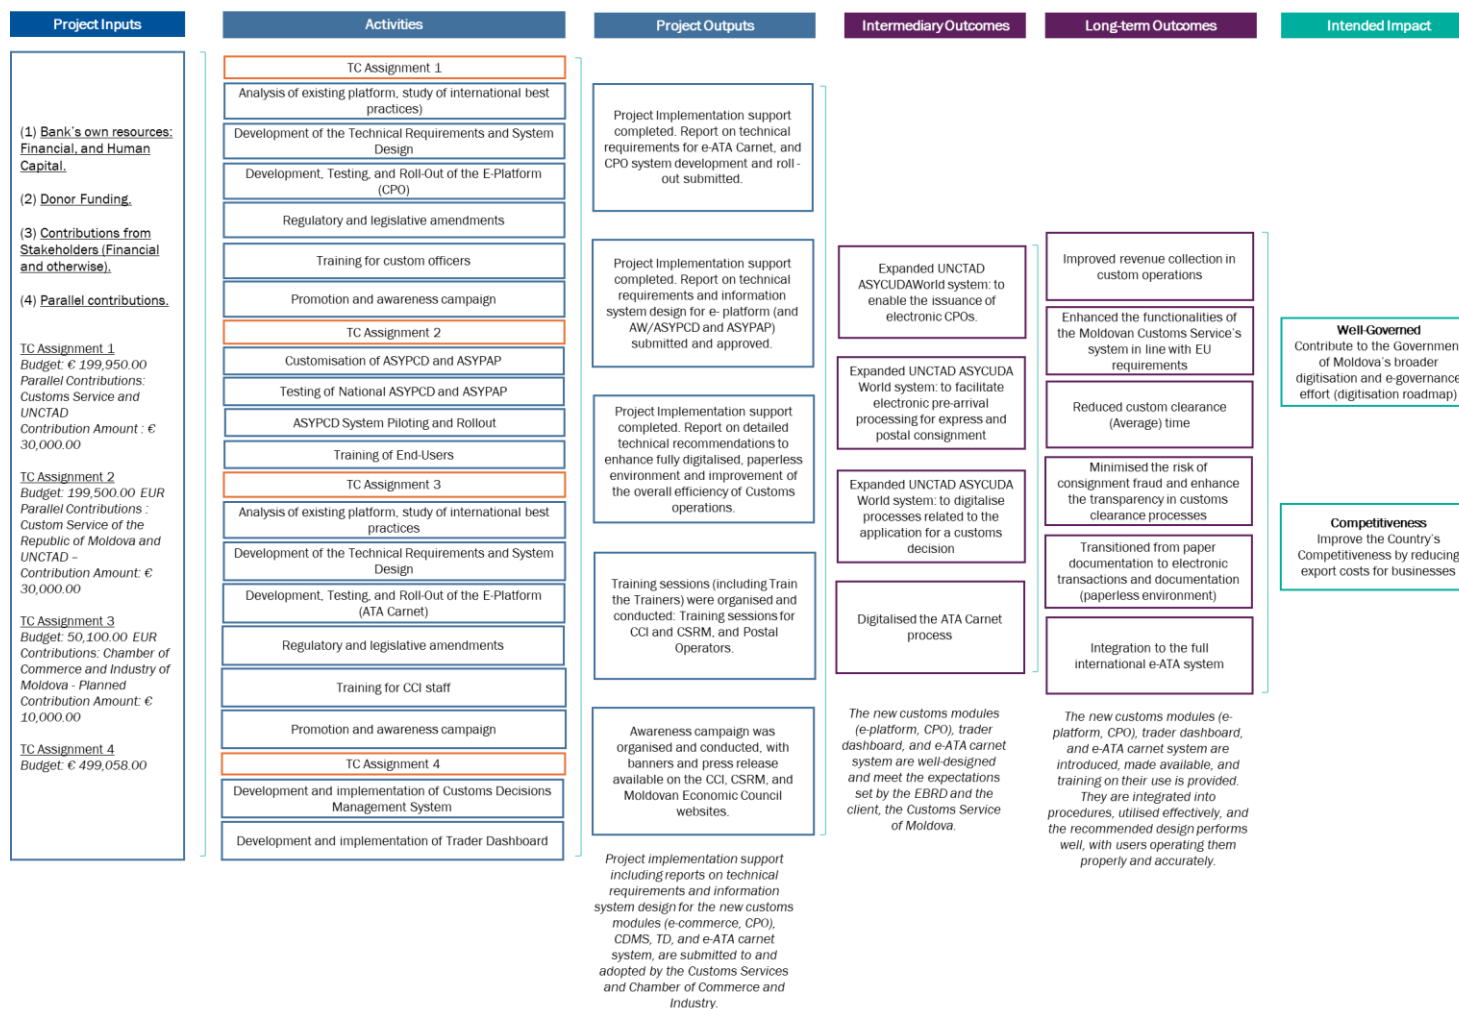 Project Inputs
Activities
Project Outputs
Intermediary Outcomes
Long-term Outcomes
Intended Impact
(1) Bank's own resources:
Financial, and Human
Capital.
(2) Donor Funding.
(3) Contributions from
Stakeholders (Financial
and otherwise).
(4) Parallel contributions.
TC Assignment 1
Budget: € 199,950.00
Parallel Contributions:
Customs Service and
UNCTAD
Contribution Amount : €
30,000.00
TC Assignment 2
Budget: 199,500.00 EUR
Parallel Contributions :
Custom Service of the
Republic of Moldova and
UNCTAD –
Contribution Amount: €
30,000.00
TC Assignment 3
Budget: 50,100.00 EUR
Contributions: Chamber of
Commerce and Industry of
Moldova - Planned
Contribution Amount: €
10,000.00
TC Assignment 4
Budget: € 499,058.00
TC Assignment 1
Analysis of existing platform, study of international best
practices)
Development of the Technical Requirements and System
Design
Development, Testing, and Roll-Out of the E-Platform
(CPO)
Regulatory and legislative amendments
Training for custom officers
Promotion and awareness campaign
TC Assignment 2
Customisation of ASYPCD and ASYPAP
Testing of National ASYPCD and ASYPAP
ASYPCD System Piloting and Rollout
Training of End-Users
TC Assignment 3
Analysis of existing platform, study of international best
practices
Development of the Technical Requirements and System
Design
Development, Testing, and Roll-Out of the E-Platform
(ATA Carnet)
Regulatory and legislative amendments
Training for CCI staff
Promotion and awareness campaign
TC Assignment 4
Development and implementation of Customs Decisions
Management System
Development and implementation of Trader Dashboard
Project Implementation support
completed. Report on technical
requirements for e-ATA Carnet, and
CPO system development and roll -
out submitted.
Project Implementation support
completed. Report on technical
requirements and information
system design for e- platform (and
AW/ASYPCD and ASYPAP)
submitted and approved.
Project Implementation support
completed. Report on detailed
technical recommendations to
enhance fully digitalised, paperless
environment and improvement of
the overall efficiency of Customs
operations.
Training sessions (including Train
the Trainers) were organised and
conducted: Training sessions for
CCI and CSRM, and Postal
Operators.
Awareness campaign was
organised and conducted, with
banners and press release
available on the CCI, CSRM, and
Moldovan Economic Council
websites.
Project implementation support
including reports on technical
requirements and information
system design for the new customs
modules (e-commerce, CPO),
CDMS, TD, and e-ATA carnet
system, are submitted to and
adopted by the Customs Services
and Chamber of Commerce and
Industry.
Expanded UNCTAD
ASYCUDAWorld system: to
enable the issuance of
electronic CPOs.
Expanded UNCTAD ASYCUDA
World system: to facilitate
electronic pre-arrival
processing for express and
postal consignment
Expanded UNCTAD ASYCUDA
World system: to digitalise
processes related to the
application for a customs
decision
Digitalised the ATA Carnet
process
The new customs modules
(e-platform, CPO), trader
dashboard, and e-ATA carnet
system are well-designed
and meet the expectations
set by the EBRD and the
client, the Customs Service
of Moldova.
Improved revenue collection in
custom operations
Enhanced the functionalities of
the Moldovan Customs Service's
system in line with EU
requirements
Reduced custom clearance
(Average) time
Minimised the risk of
consignment fraud and enhance
the transparency in customs
clearance processes
Transitioned from paper
documentation to electronic
transactions and documentation
(paperless environment)
Integration to the full
international e-ATA system
The new customs modules (e-
platform, CPO), trader dashboard,
and e-ATA carnet system are
introduced, made available, and
training on their use is provided.
They are integrated into
procedures, utilised effectively, and
the recommended design performs
well, with users operating them
properly and accurately.
Well-Governed
Contribute to the Governmen
of Moldova's broader
digitisation and e-governance
effort (digitisation roadmap)
Competitiveness
Improve the Country's
Competitiveness by reducing
export costs for businesses